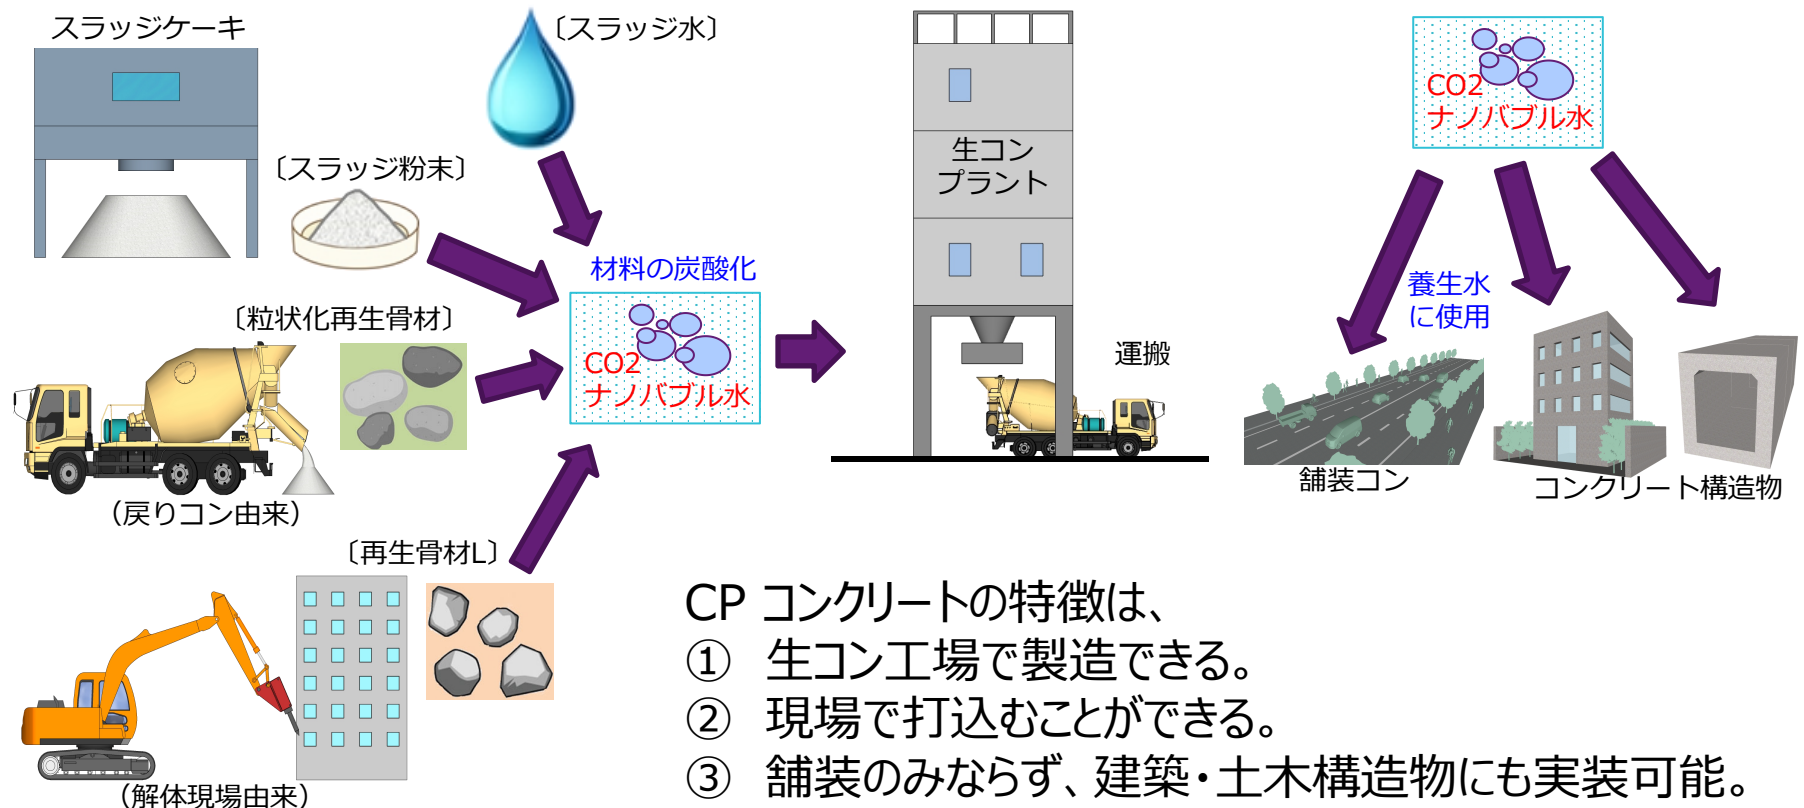 スラッジケーキ
〔スラッジ水〕
〔スラッジ粉末〕
〔粒状化再生骨材〕
（戻りコン由来）
〔再生骨材L〕
（解体現場由来）
材料の炭酸化
CO2
ナノバブル水
生コン
プラント
運搬
CO2
ナノバブル水
養生水
に使用
舗装コン
コンクリート構造物
CP コンクリートの特徴は、
① 生コン工場で製造できる。
② 現場で打込むことができる。
③ 舗装のみならず、建築・土木構造物にも実装可能。